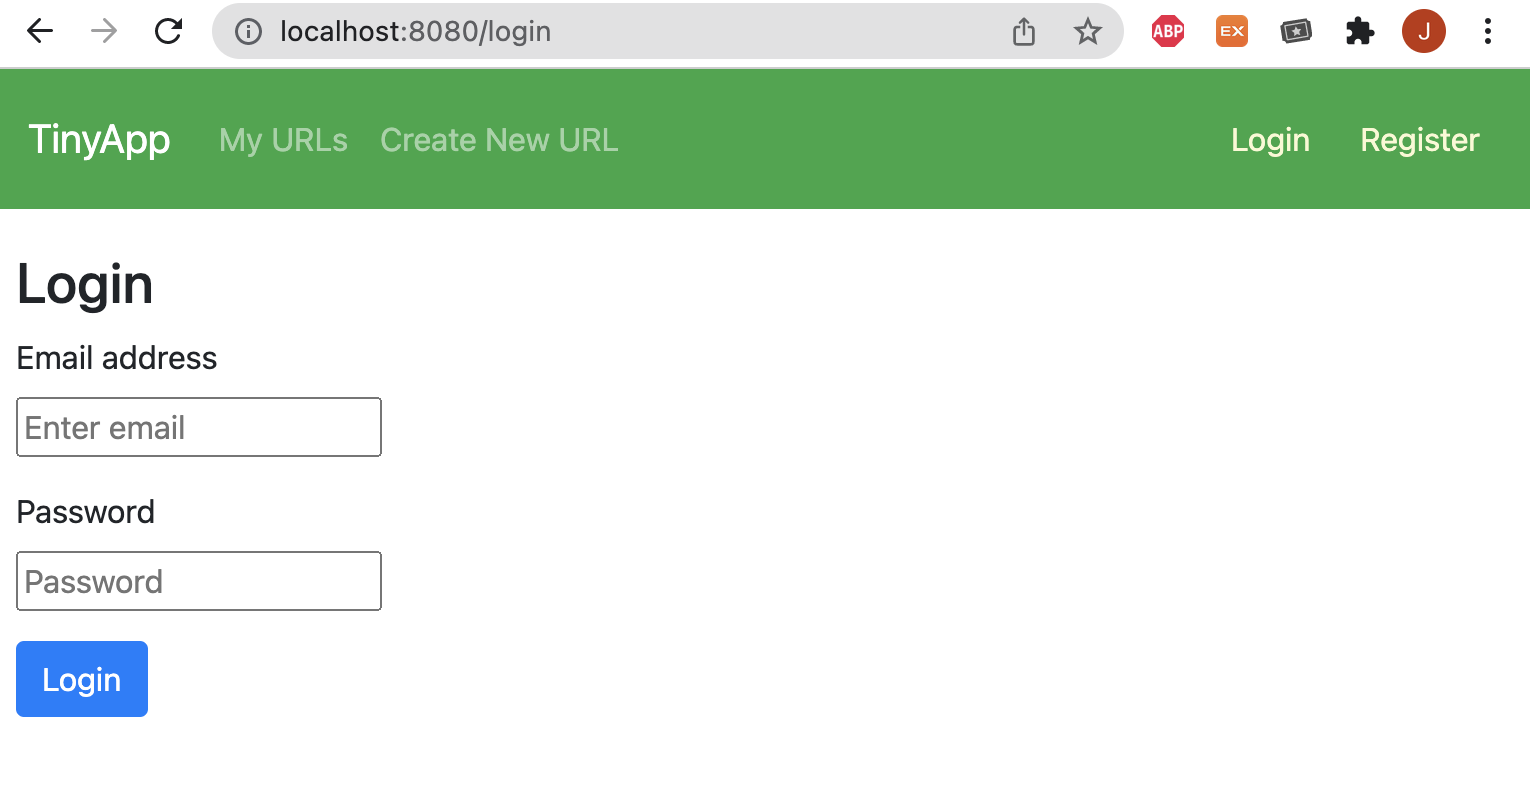 localhost:8080/login
ABP
EX
J
TinyApp My URLs Create New URL Login Register
Login
Email address
Enter email
Password
Password
Login